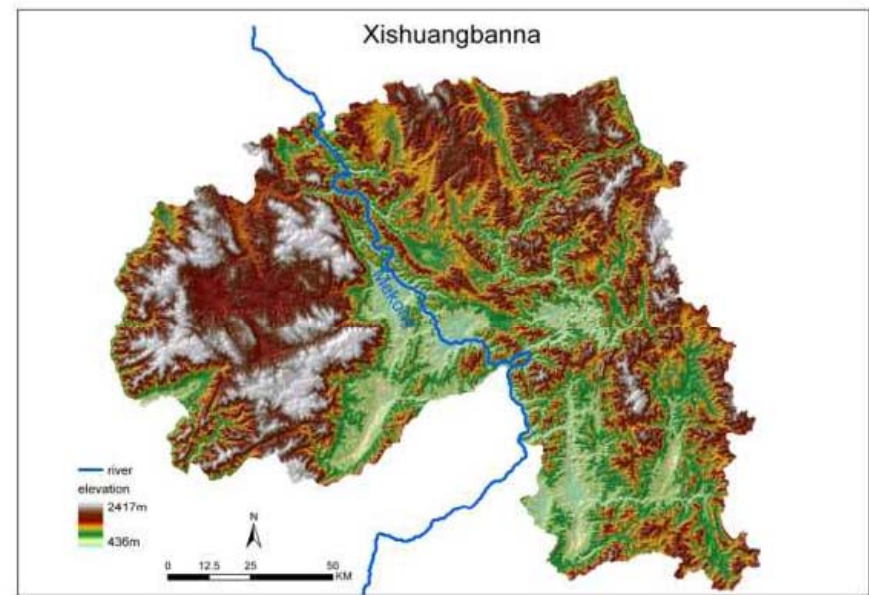 Xishuangbanna
Mekong
river
elevation
2417m
436m
N
0 12.5 25 50
KM